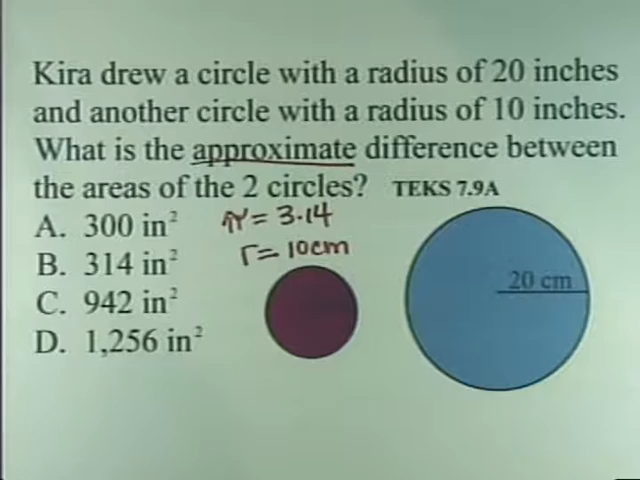 Kira drew a circle with a radius of 20 inches
and another circle with a radius of 10 inches.
What is the approximate difference between
the areas of the 2 circles? TEKS 7.9A
A. 300 in²
π = 3.14
B. 314 in²
r = 10cm
C. 942 in²
20 cm
D. 1,256 in²